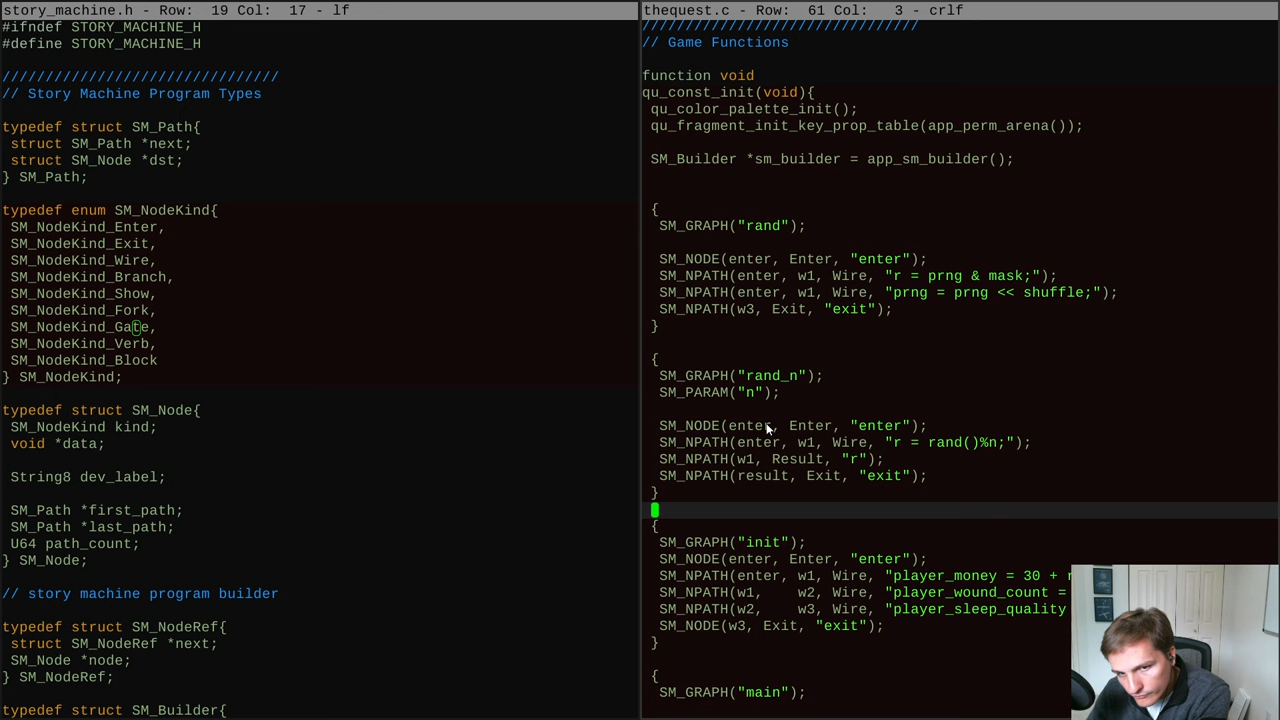 story_machine.h - Row:  19 Col:  17 - lf
#ifndef STORY_MACHINE_H
#define STORY_MACHINE_H
////////////////////////////////
// Story Machine Program Types
typedef struct SM_Path{
 struct SM_Path *next;
 struct SM_Node *dst;
} SM_Path;
typedef enum SM_NodeKind{
 SM_NodeKind_Enter,
 SM_NodeKind_Exit,
 SM_NodeKind_Wire,
 SM_NodeKind_Branch,
 SM_NodeKind_Show,
 SM_NodeKind_Fork,
 SM_NodeKind_Gate,
 SM_NodeKind_Verb,
 SM_NodeKind_Block
} SM_NodeKind;
typedef struct SM_Node{
 SM_NodeKind kind;
 void *data;
 String8 dev_label;
 SM_Path *first_path;
 SM_Path *last_path;
 U64 path_count;
} SM_Node;
// story machine program builder
typedef struct SM_NodeRef{
 struct SM_NodeRef *next;
 SM_Node *node;
} SM_NodeRef;
typedef struct SM_Builder{
thequest.c - Row:  61 Col:   3 - crlf
////////////////////////////////
// Game Functions
function void
qu_const_init(void){
 qu_color_palette_init();
 qu_fragment_init_key_prop_table(app_perm_arena());
 SM_Builder *sm_builder = app_sm_builder();
 {
  SM_GRAPH("rand");
  SM_NODE(enter, Enter, "enter");
  SM_NPATH(enter, w1, Wire, "r = prng & mask;");
  SM_NPATH(enter, w1, Wire, "prng = prng << shuffle;");
  SM_NPATH(w3, Exit, "exit");
 }
 {
  SM_GRAPH("rand_n");
  SM_PARAM("n");
  SM_NODE(enter, Enter, "enter");
  SM_NPATH(enter, w1, Wire, "r = rand()%n;");
  SM_NPATH(w1, Result, "r");
  SM_NPATH(result, Exit, "exit");
 }
 {
  SM_GRAPH("init");
  SM_NODE(enter, Enter, "enter");
  SM_NPATH(enter, w1, Wire, "player_money = 30 +
  SM_NPATH(w1,    w2, Wire, "player_wound_count =
  SM_NPATH(w2,    w3, Wire, "player_sleep_quality
  SM_NODE(w3, Exit, "exit");
 }
 {
  SM_GRAPH("main");